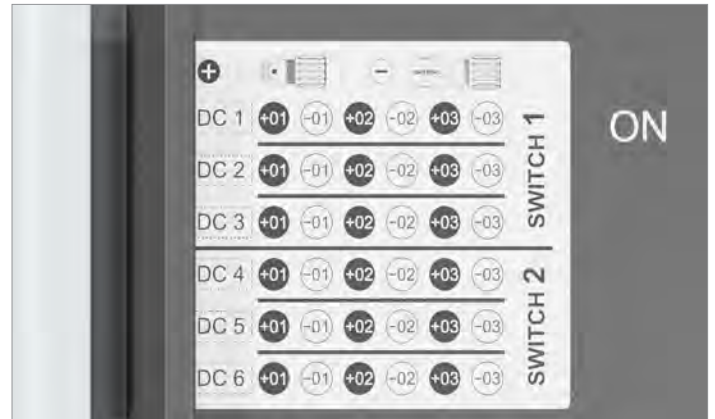 DC 1 +01 -01 +02 -02 +03 -03
DC 2 +01 -01 +02 -02 +03 -03
DC 3 +01 -01 +02 -02 +03 -03
SWITCH 1
DC 4 +01 -01 +02 -02 +03 -03
DC 5 +01 -01 +02 -02 +03 -03
DC 6 +01 -01 +02 -02 +03 -03
SWITCH 2
ON